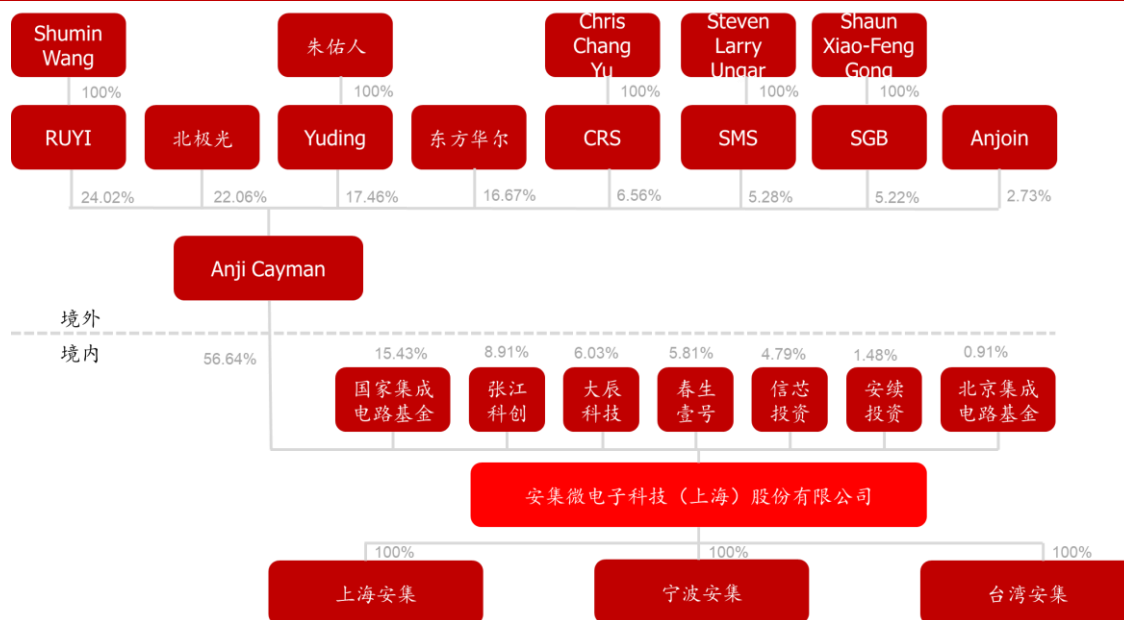 Shumin
Wang
朱佑人
Chris
Chang
Yu
Steven
Larry
Ungar
Shaun
Xiao-Feng
Gong
100%
100%
100%
100%
100%
RUYI
北极光
Yuding
东方华尔
CRS
SMS
SGB
Anjoin
24.02%
22.06%
17.46%
16.67%
6.56%
5.28%
5.22%
2.73%
Anji Cayman
境外
境内
56.64%
15.43%
8.91%
6.03%
5.81%
4.79%
1.48%
0.91%
国家集成
电路基金
张江
科创
大辰
科技
春生
壹号
信芯
投资
安续
投资
北京集成
电路基金
安集微电子科技（上海）股份有限公司
100%
100%
100%
上海安集
宁波安集
台湾安集